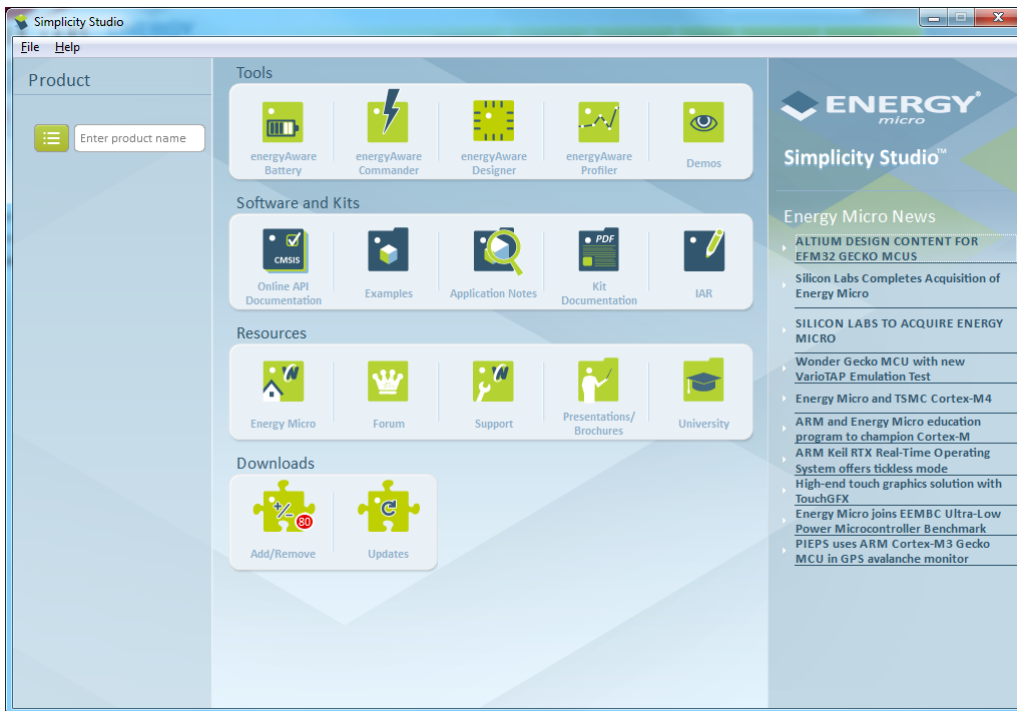 Simplicity Studio
File Help
Product
Enter product name
Tools
energyAware
Battery
energyAware
Commander
energyAware
Designer
energyAware
Profiler
Demos
Software and Kits
CMSIS
Online API
Documentation
Examples
Application Notes
PDF
Kit
Documentation
IAR
Resources
Energy Micro
Forum
Support
Presentations/
Brochures
University
Downloads
+/-
80
Add/Remove
C
Updates
ENERGY®
micro
Simplicity Studio™
Energy Micro News
ALTIUM DESIGN CONTENT FOR
EFM32 GECKO MCUS
Silicon Labs Completes Acquisition of
Energy Micro
SILICON LABS TO ACQUIRE ENERGY
MICRO
Wonder Gecko MCU with new
VarioTAP Emulation Test
Energy Micro and TSMC Cortex-M4
ARM and Energy Micro education
program to champion Cortex-M
ARM Keil RTX Real-Time Operating
System offers tickless mode
High-end touch graphics solution with
TouchGFX
Energy Micro joins EEMBC Ultra-Low
Power Microcontroller Benchmark
PIEPS uses ARM Cortex-M3 Gecko
MCU in GPS avalanche monitor